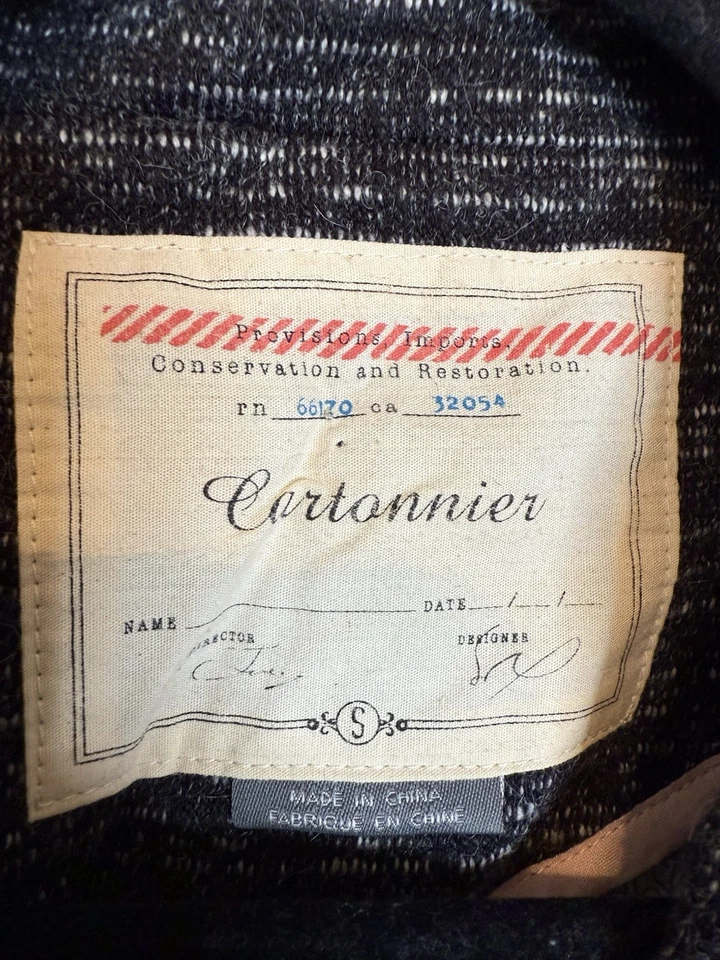 Provisions, Imports,
Conservation and Restoration.
rn 66170 ca 32054
Cartonnier
NAME DATE / /
DIRECTOR DESIGNER
S
MADE IN CHINA
FABRIQUÉ EN CHINE